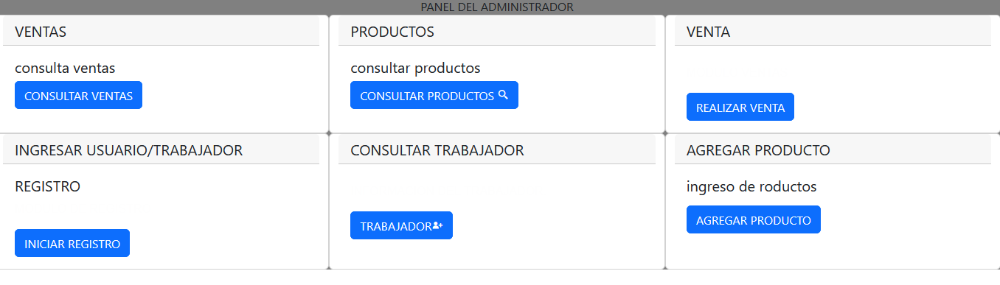 PANEL DEL ADMINISTRADOR
VENTAS
consulta ventas
CONSULTAR VENTAS
PRODUCTOS
consultar productos
CONSULTAR PRODUCTOS
VENTA
REALIZAR VENTA
INGRESAR USUARIO/TRABAJADOR
REGISTRO
INICIAR REGISTRO
CONSULTAR TRABAJADOR
TRABAJADOR
AGREGAR PRODUCTO
ingreso de roductos
AGREGAR PRODUCTO